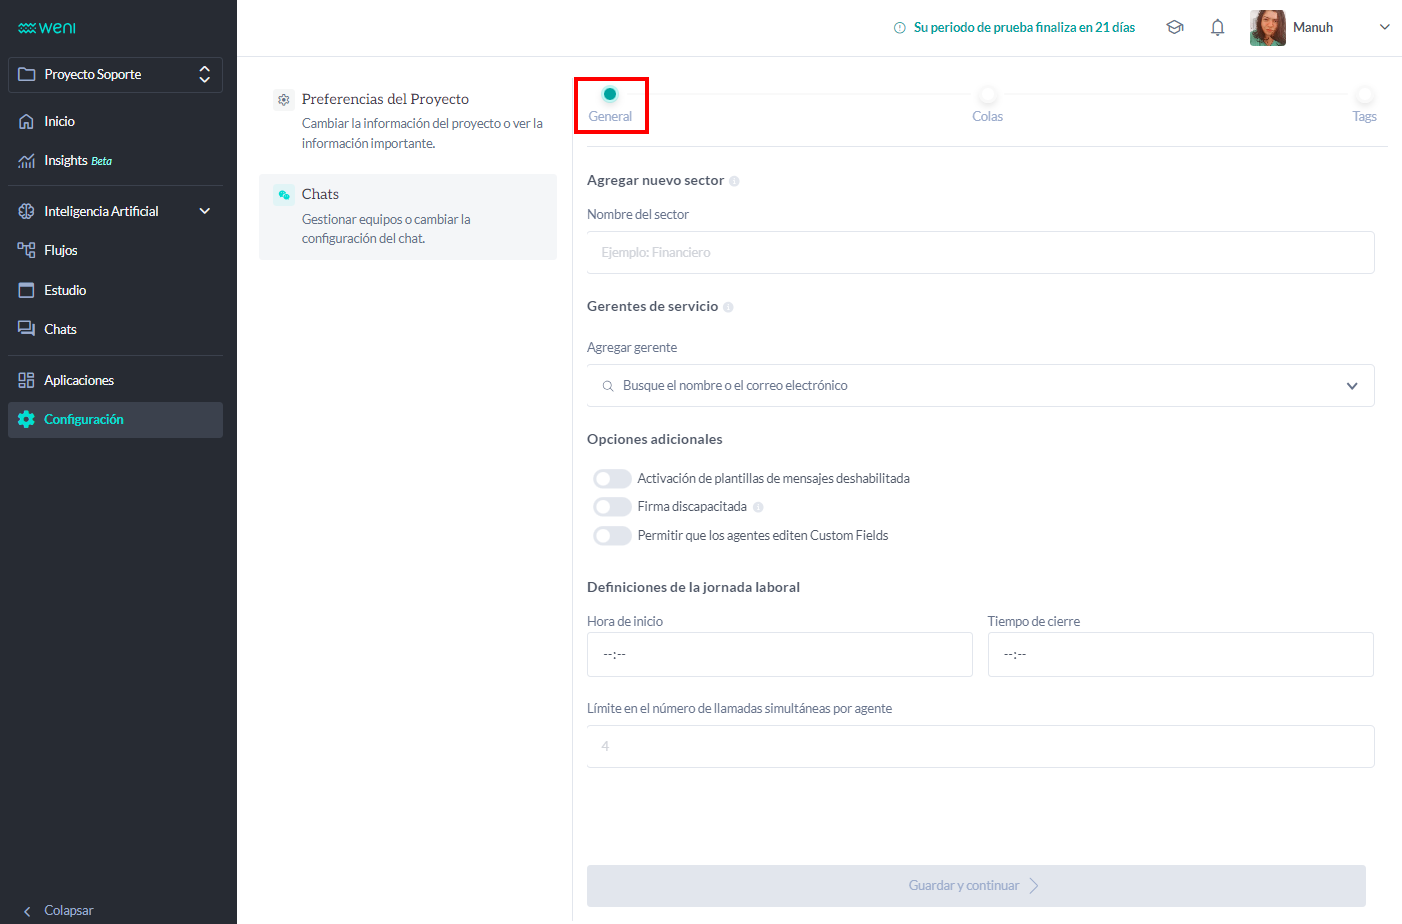 weni
Su periodo de prueba finaliza en 21 días
Manuh
Proyecto Soporte
Inicio
Insights Beta
Inteligencia Artificial
Flujos
Estudio
Chats
Aplicaciones
Configuración
Colapsar
Preferencias del Proyecto
Cambiar la información del proyecto o ver la
información importante.
Chats
Gestionar equipos o cambiar la
configuración del chat.
General
Colas
Tags
Agregar nuevo sector
Nombre del sector
Ejemplo: Financiero
Gerentes de servicio
Agregar gerente
Busque el nombre o el correo electrónico
Opciones adicionales
Activación de plantillas de mensajes deshabilitada
Firma discapacitada
Permitir que los agentes editen Custom Fields
Definiciones de la jornada laboral
Hora de inicio
Tiempo de cierre
--:--
--:--
Límite en el número de llamadas simultáneas por agente
4
Guardar y continuar